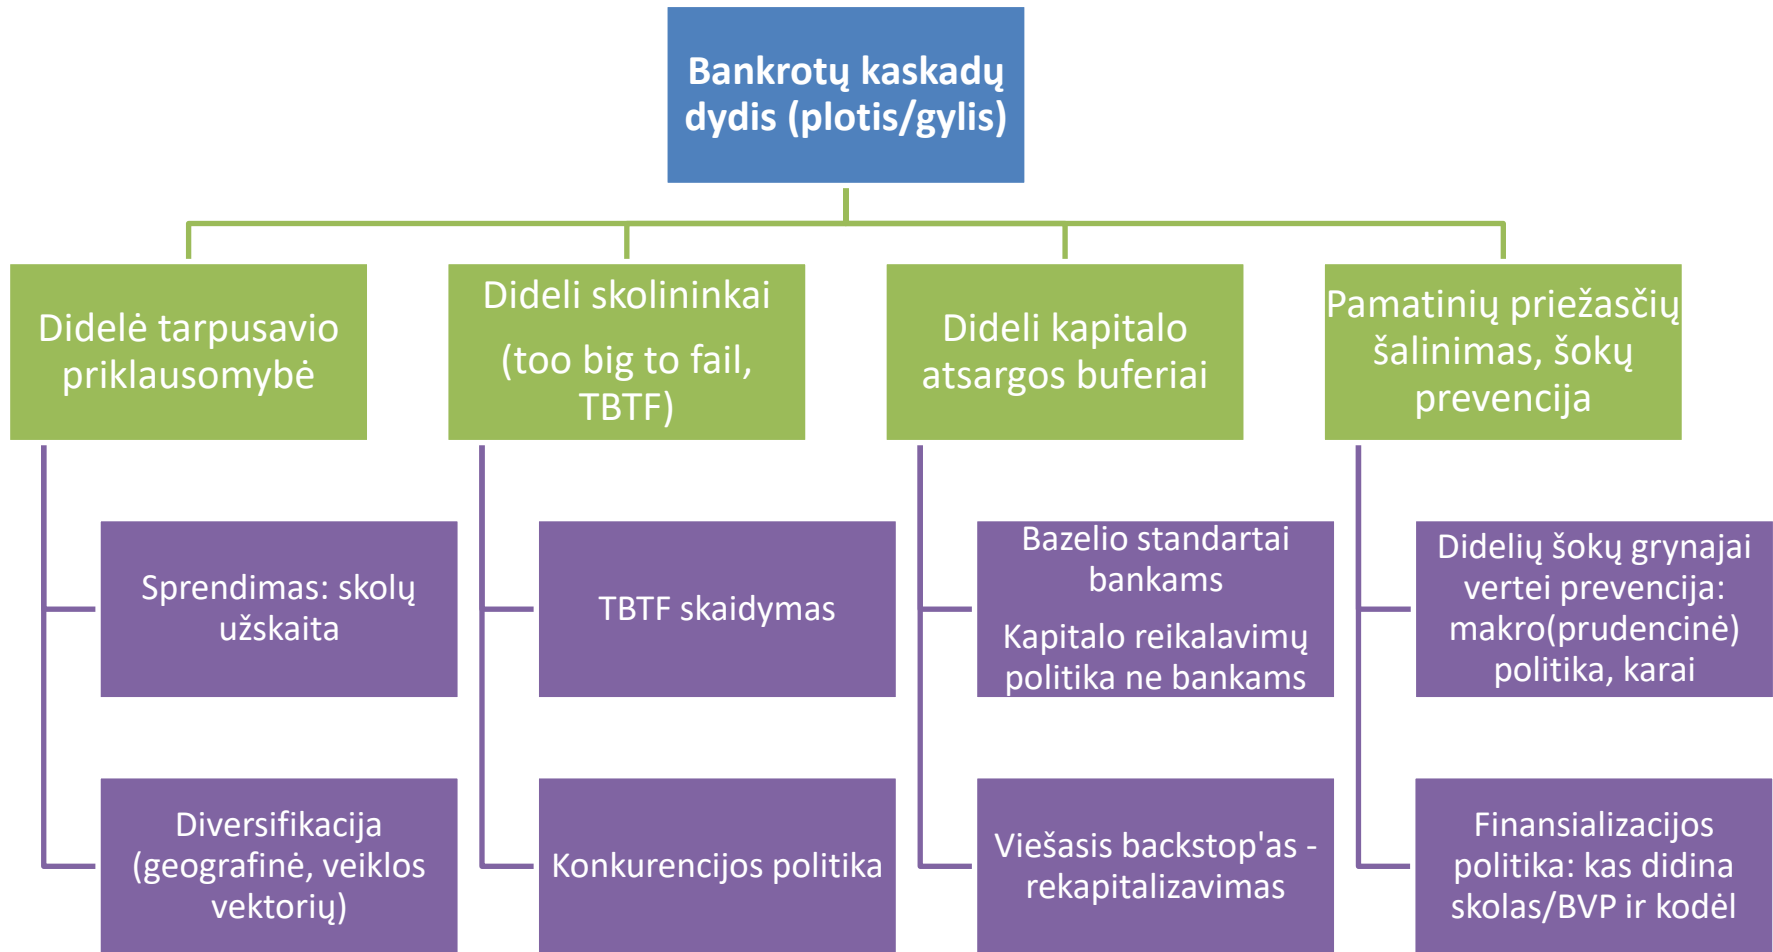 Bankrotų kaskadų
dydis (plotis/gylis)
Didelė tarpusavio
priklausomybė
Dideli skolininkai
(too big to fail,
TBTF)
Dideli kapitalo
atsargos buferiai
Pamatinių priežasčių
šalinimas, šokų
prevencija
Sprendimas: skolų
užskaita
TBTF skaidymas
Bazelio standartai
bankams
Kapitalo reikalavimų
politika ne bankams
Didelių šokų grynajai
vertei prevencija:
makro(prudencinė)
politika, karai
Diversifikacija
(geografinė, veiklos
vektorių)
Konkurencijos politika
Viešasis backstop'as -
rekapitalizavimas
Finansializacijos
politika: kas didina
skolas/BVP ir kodėl